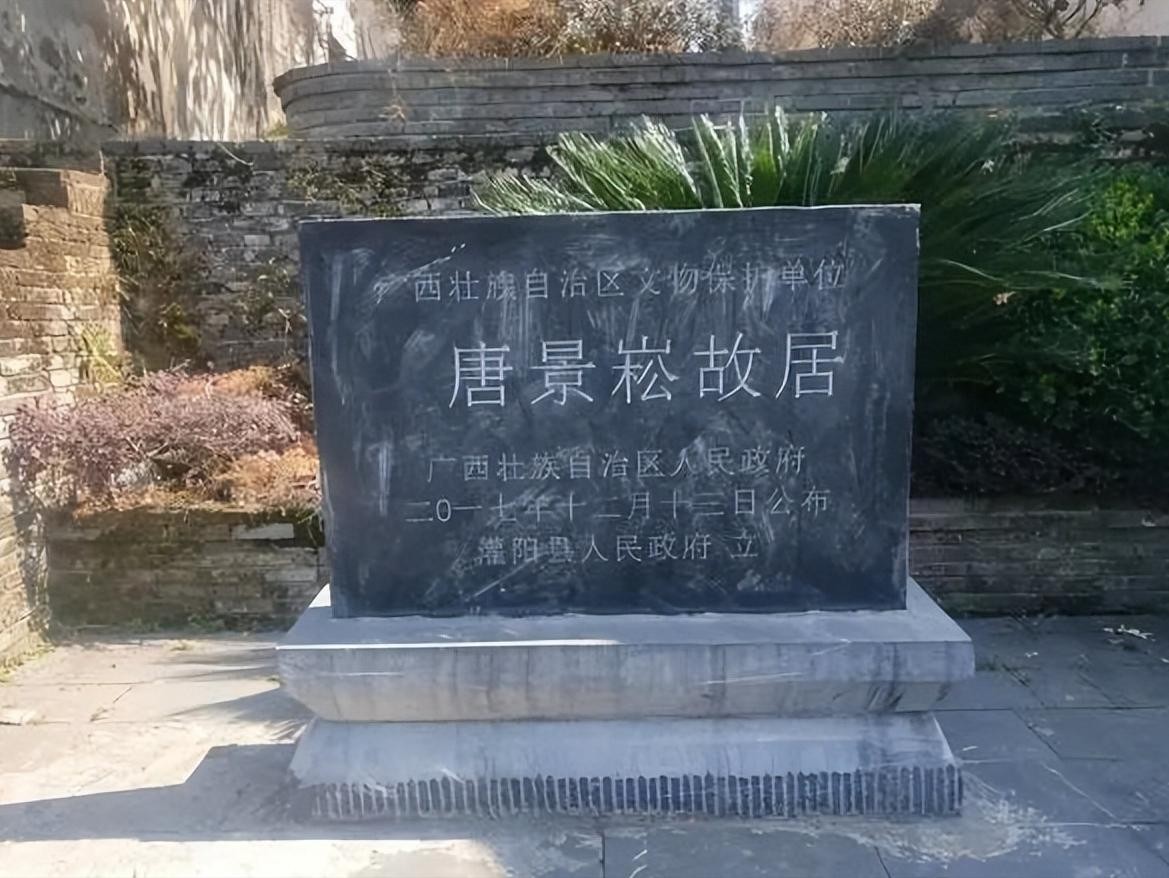 西壮族自治区文物保护单位
唐景崧故居
广西壮族自治区人民政府
二0一七年十二月十三日公布
灌阳县人民政府 立